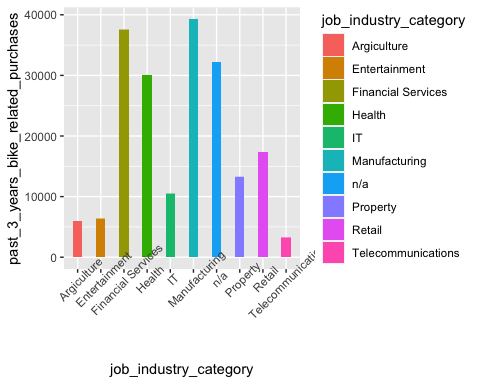 past_3_years_bike_related_purchases
40000
30000
20000
10000
0
Argiculture
Entertainment
Financial Services
Health
IT
Manufacturing
n/a
Property
Retail
Telecommunicatio
job_industry_category
job_industry_category
Argiculture
Entertainment
Financial Services
Health
IT
Manufacturing
n/a
Property
Retail
Telecommunications